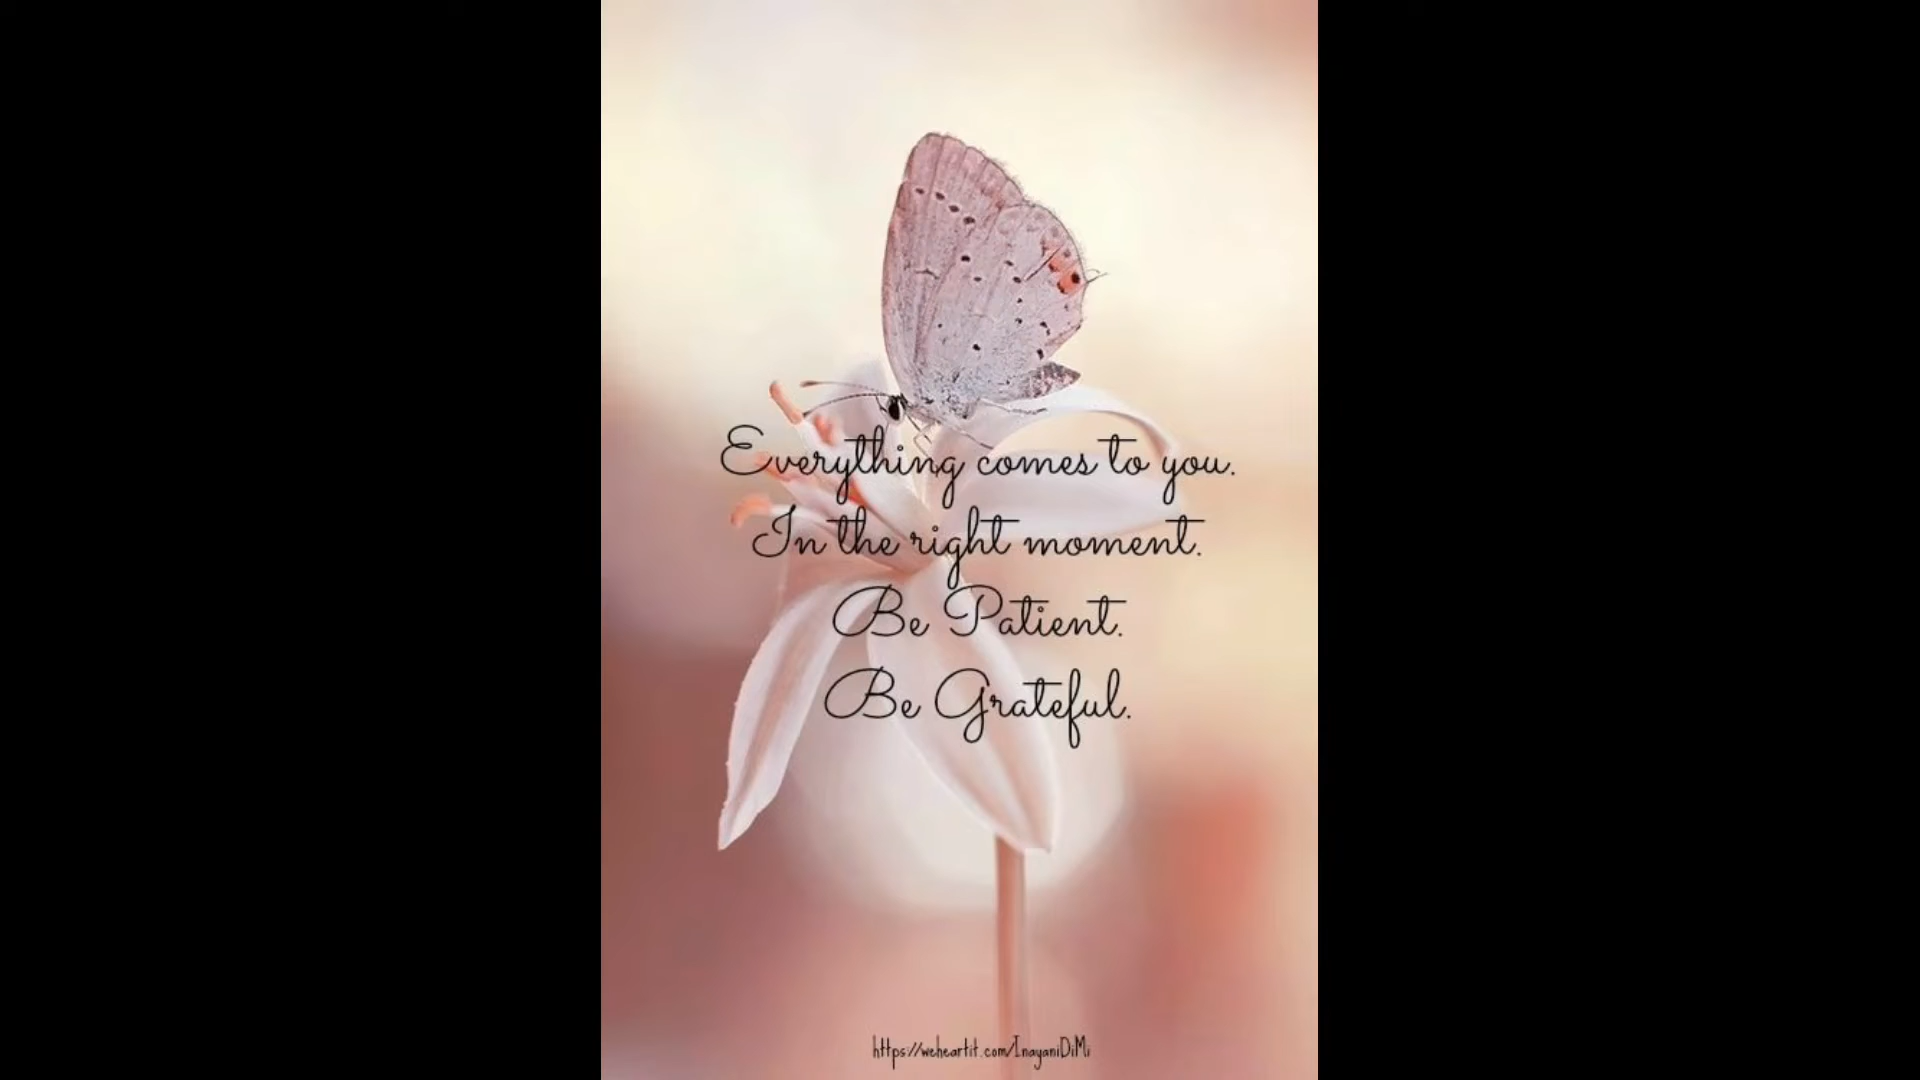 Everything comes to you.
In the right moment.
Be Patient.
Be Grateful.
https://weheartit.com/InayaniDiMi